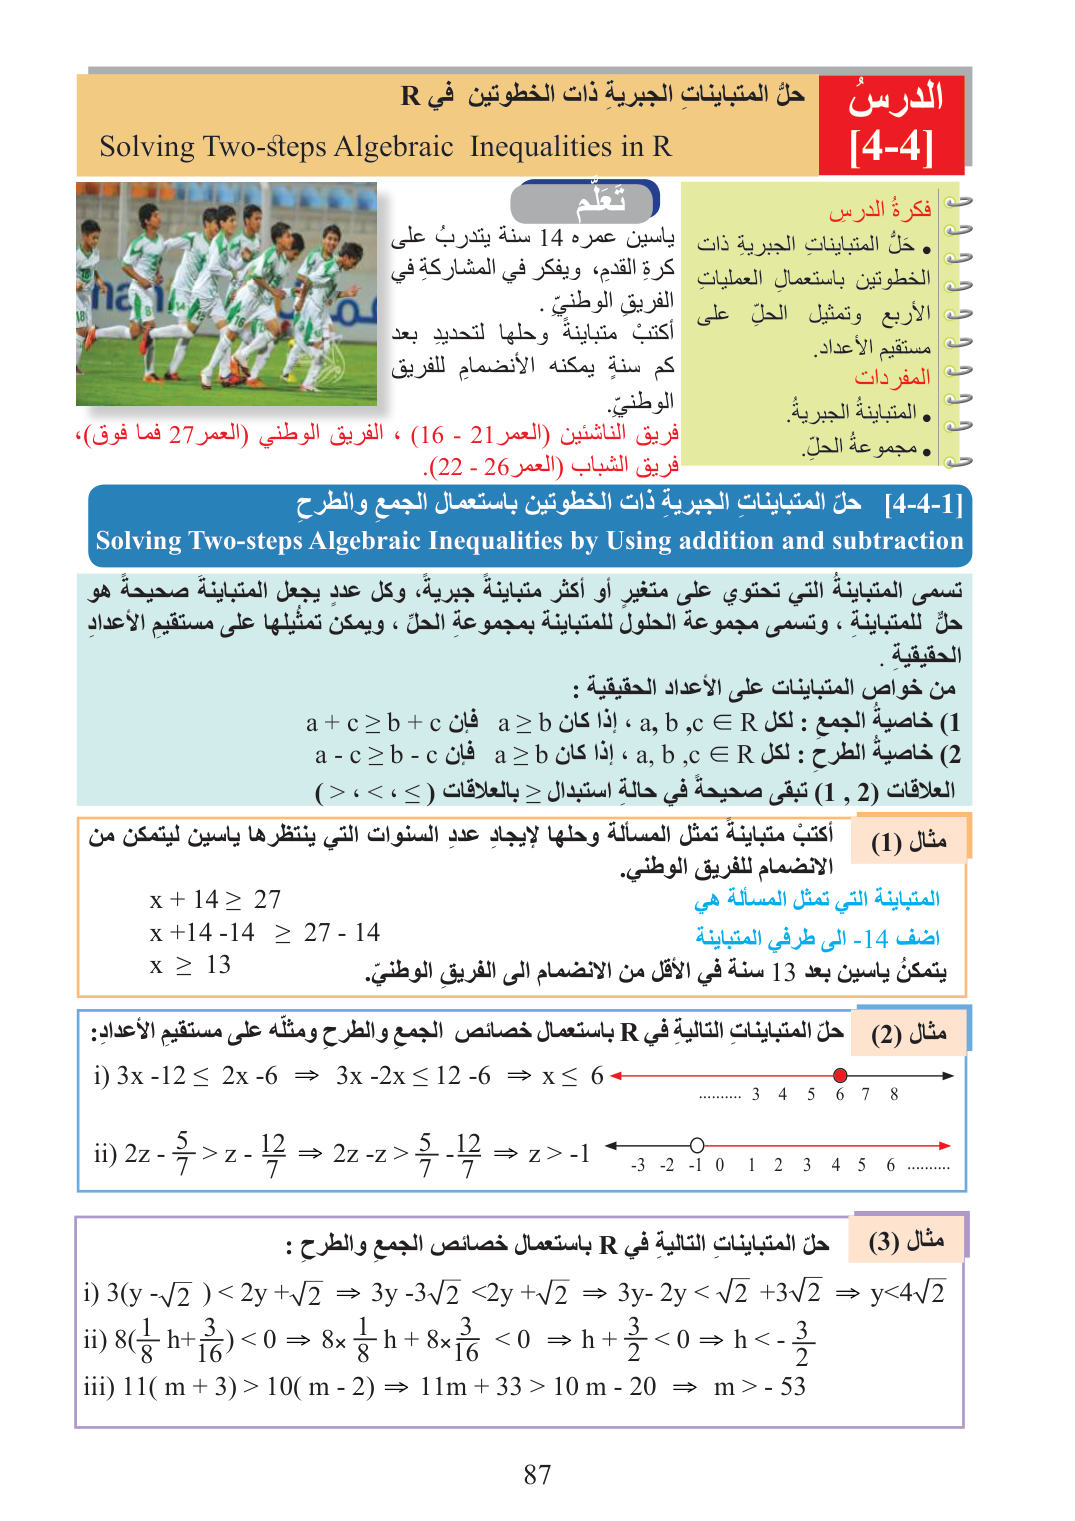 الدرسُ
[4-4]
حلُّ المتبايناتِ الجبريةِ ذات الخطوتين في R
Solving Two-steps Algebraic Inequalities in R
فكرةُ الدرسِ
• حَلُّ المتبايناتِ الجبريةِ ذات
الخطوتين باستعمالِ العملياتِ
الأربع وتمثيل الحلِّ على
مستقيم الأعداد.
المفردات
• المتباينةُ الجبريةُ.
• مجموعةُ الحلِّ.
تَعَلَّم
ياسين عمره 14 سنة يتدربُ على
كرةِ القدمِ، ويفكر في المشاركةِ في
الفريقِ الوطنيِّ .
أكتبْ متباينةً وحلها لتحديدِ بعد
كم سنةٍ يمكنه الأنضمامِ للفريق
الوطنيِّ.
فريق الناشئين (العمر21 - 16) ، الفريق الوطني (العمر27 فما فوق)،
فريق الشباب (العمر26 - 22).
[4-4-1] حلّ المتبايناتِ الجبريةِ ذات الخطوتين باستعمال الجمعِ والطرحِ
Solving Two-steps Algebraic Inequalities by Using addition and subtraction
تسمى المتباينةُ التي تحتوي على متغيرٍ أو أكثر متباينةً جبريةً، وكل عددٍ يجعل المتباينةَ صحيحةً هو
حلٌّ للمتباينةِ ، وتسمى مجموعة الحلول للمتباينة بمجموعةِ الحلّ ، ويمكن تمثُيلها على مستقيمِ الأعدادِ
الحقيقيةِ .
من خواص المتباينات على الأعداد الحقيقية :
1) خاصيةُ الجمعِ : لكل a, b ,c ∈ R ، إذا كان a ≥ b فإن a + c ≥ b + c
2) خاصيةُ الطرحِ : لكل a, b ,c ∈ R ، إذا كان a ≥ b فإن a - c ≥ b - c
العلاقات (2 , 1) تبقى صحيحةً في حالةِ استبدال ≥ بالعلاقات ( ≤ ، < ، > )
مثال (1)
أكتبْ متباينةً تمثل المسألة وحلها لإيجادِ عددِ السنوات التي ينتظرها ياسين ليتمكن من
الانضمام للفريق الوطني.
المتباينة التي تمثل المسألة هي x + 14 ≥ 27
اضف 14- الى طرفي المتباينة x +14 -14 ≥ 27 - 14
x ≥ 13
يتمكنُ ياسين بعد 13 سنة في الأقل من الانضمام الى الفريقِ الوطنيّ.
مثال (2)
حلّ المتبايناتِ التاليةِ في R باستعمال خصائص الجمعِ والطرحِ ومثلّه على مستقيمِ الأعدادِ:
i) 3x -12 ≤ 2x -6 ⇒ 3x -2x ≤ 12 -6 ⇒ x ≤ 6
.......... 3 4 5 6 7 8
ii) 2z - 5/7 > z - 12/7 ⇒ 2z -z > 5/7 - 12/7 ⇒ z > -1
-3 -2 -1 0 1 2 3 4 5 6 ..........
مثال (3)
حلّ المتبايناتِ التاليةِ في R باستعمال خصائص الجمعِ والطرحِ :
i) 3(y -√2 ) < 2y +√2 ⇒ 3y -3√2 <2y +√2 ⇒ 3y- 2y < √2 +3√2 ⇒ y<4√2
ii) 8(1/8 h+ 3/16) < 0 ⇒ 8× 1/8 h + 8× 3/16 < 0 ⇒ h + 3/2 < 0 ⇒ h < - 3/2
iii) 11( m + 3) > 10( m - 2) ⇒ 11m + 33 > 10 m - 20 ⇒ m > - 53
87